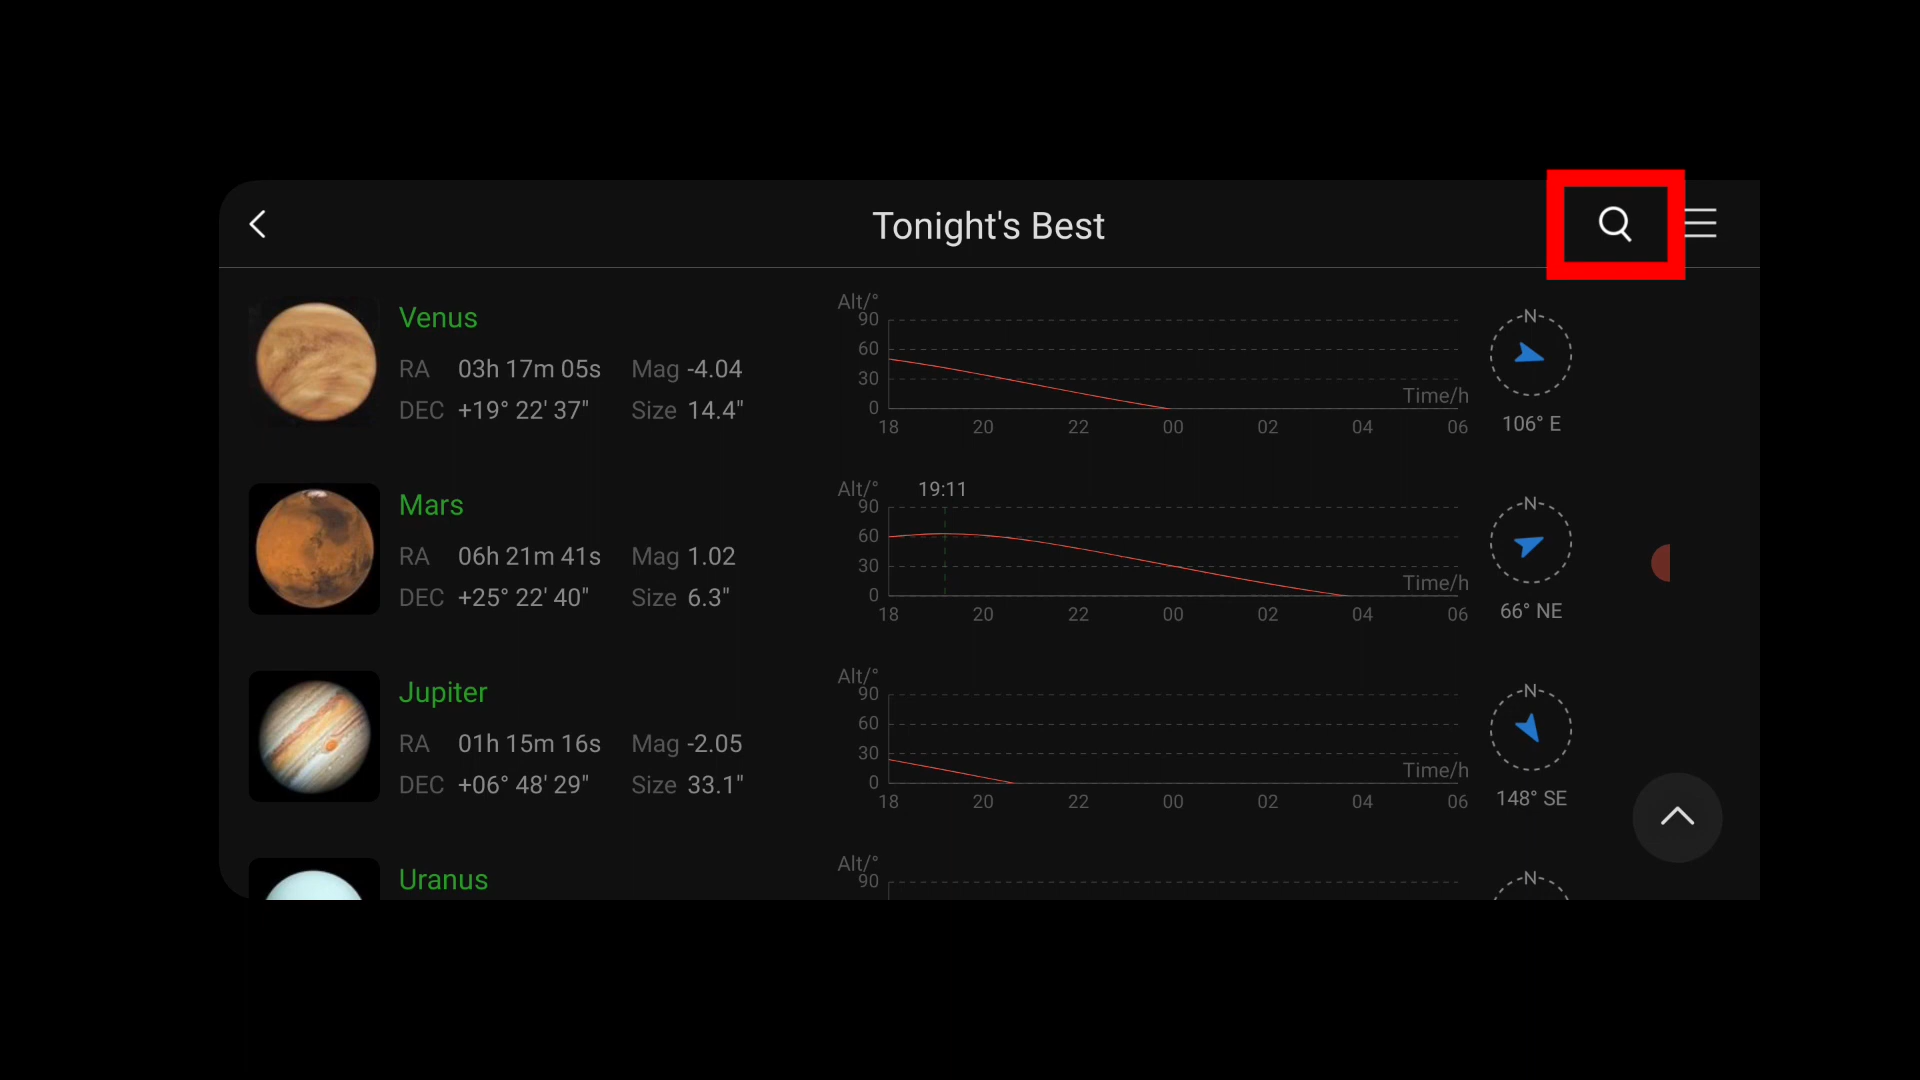 Tonight's Best
Venus
RA 03h 17m 05s Mag -4.04
DEC +19° 22' 37" Size 14.4"
Alt/°
90
60
30
0
Time/h
18 20 22 00 02 04 06
N
106° E
Mars
RA 06h 21m 41s Mag 1.02
DEC +25° 22' 40" Size 6.3"
Alt/°
19:11
90
60
30
0
Time/h
18 20 22 00 02 04 06
N
66° NE
Jupiter
RA 01h 15m 16s Mag -2.05
DEC +06° 48' 29" Size 33.1"
Alt/°
90
60
30
0
Time/h
18 20 22 00 02 04 06
N
148° SE
Uranus
Alt/°
90
N